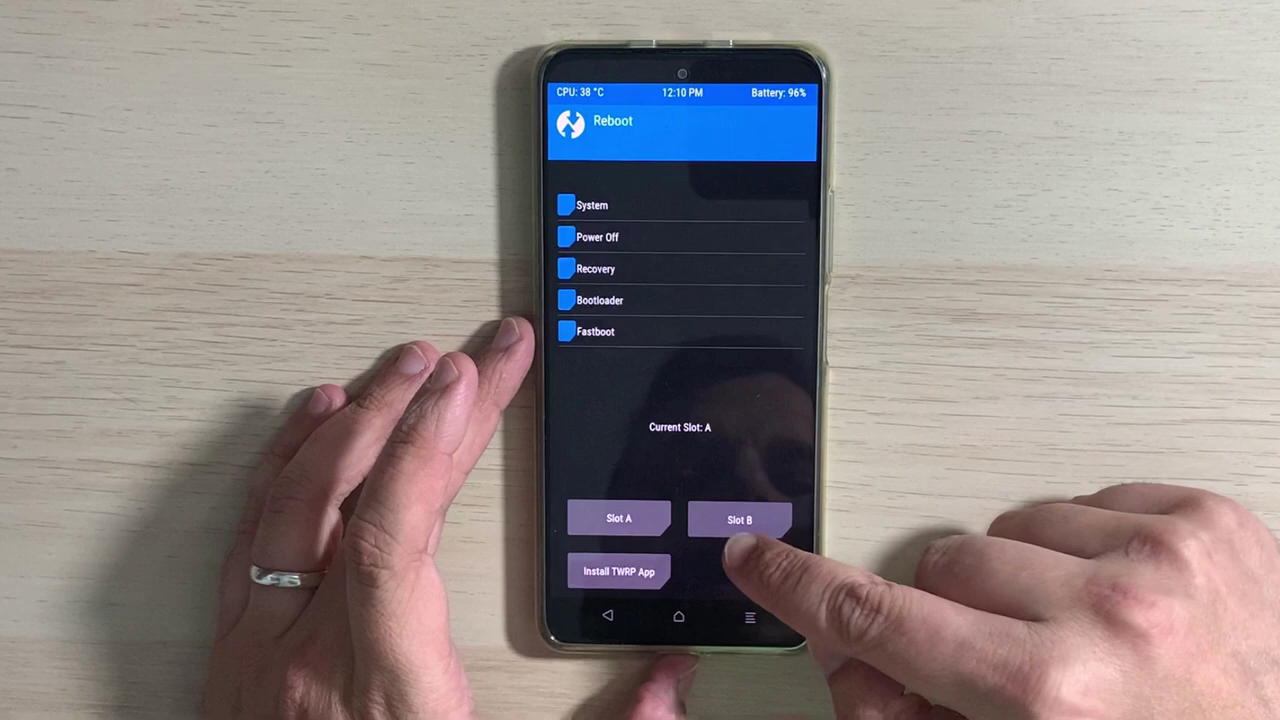 CPU: 38 °C 12:10 PM Battery: 96%
Reboot
System
Power Off
Recovery
Bootloader
Fastboot
Current Slot: A
Slot A Slot B
Install TWRP App